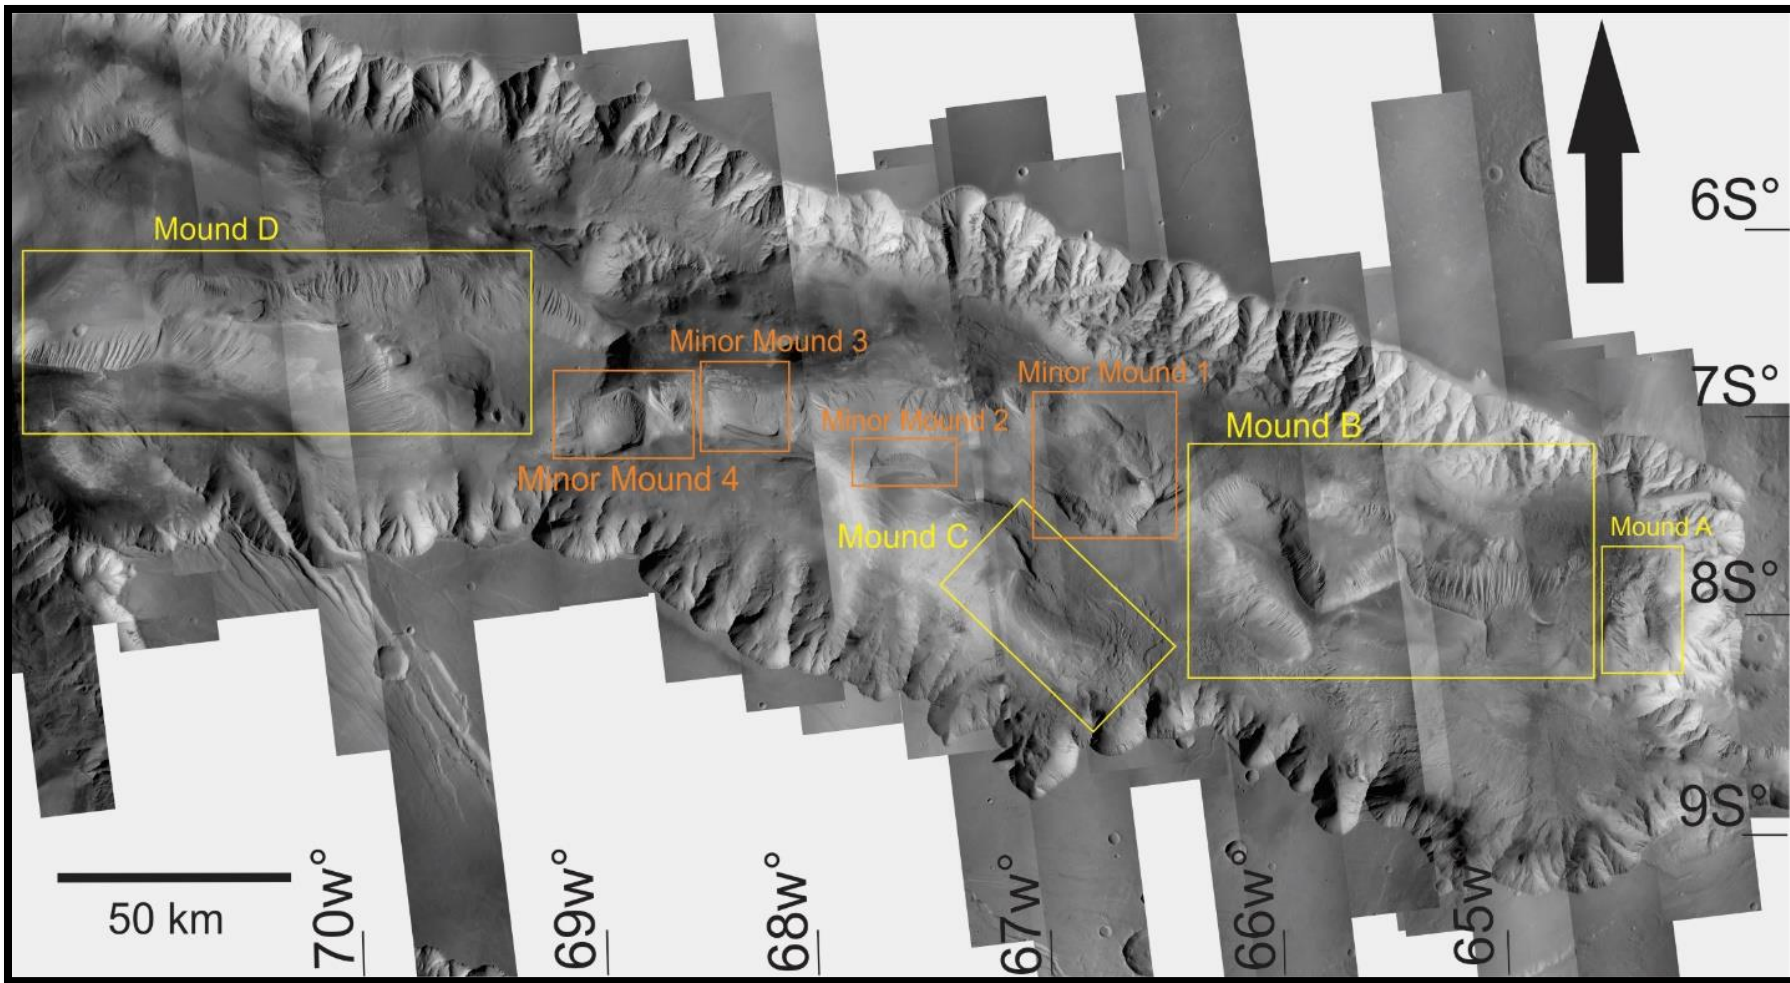 6S°
Mound D
Minor Mound 3
Minor Mound 1
7S°
Minor Mound 2
Mound B
Minor Mound 4
Mound C
Mound A
8S°
9S°
50 km
70w°
69w°
68w°
67w°
66w°
65w°